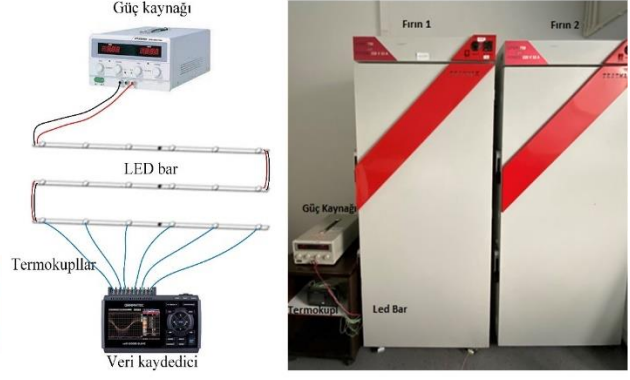 Güç kaynağı
LED bar
Termokupllar
Veri kaydedici
Fırın 1
Fırın 2
Güç Kaynağı
Termokupl
Led Bar